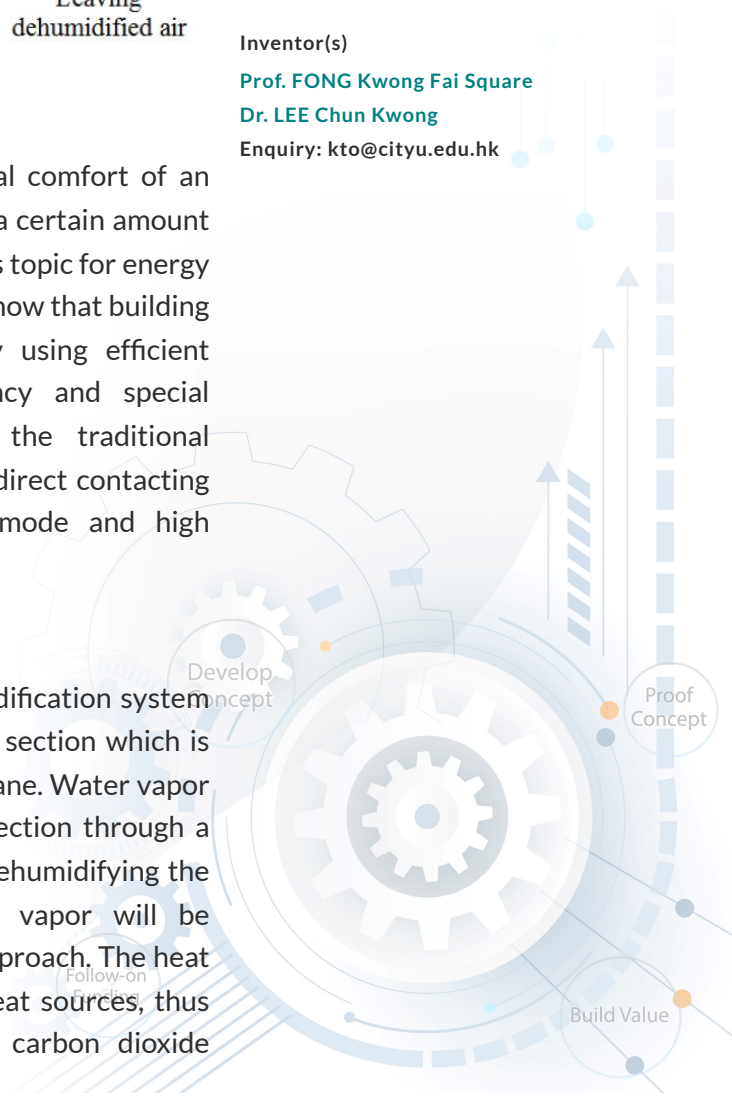 Leaving
dehumidified air
Inventor(s)
Prof. FONG Kwong Fai Square
Dr. LEE Chun Kwong
Enquiry: kto@cityu.edu.hk
al comfort of an
a certain amount
s topic for energy
now that building
y using efficient
ncy and special
the traditional
direct contacting
mode and high
dification system
section which is
ane. Water vapor
ection through a
ehumidifying the
vapor will be
proach. The heat
eat sources, thus
carbon dioxide
Develop
Concept
Proof
Concept
Follow-on
Funding
Build Value